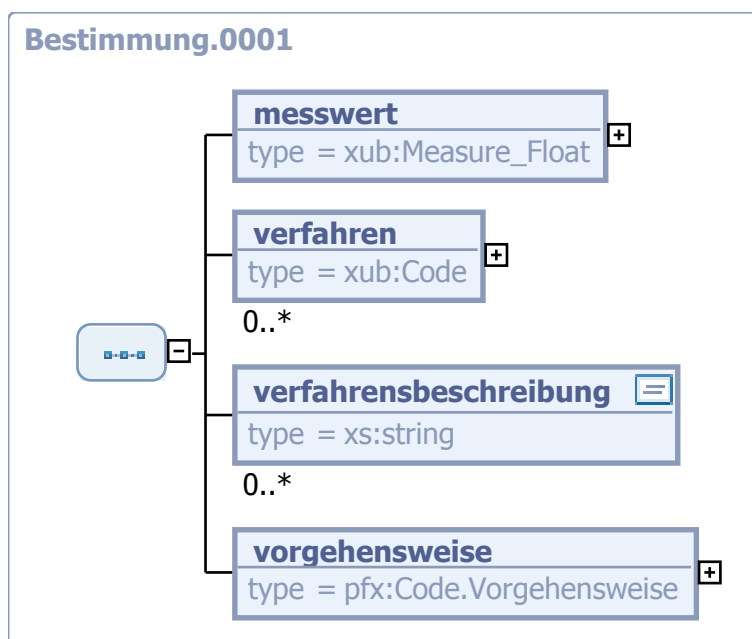 Bestimmung.0001
messwert
type = xub:Measure_Float
verfahren
type = xub:Code
0..*
verfahrensbeschreibung
type = xs:string
0..*
vorgehensweise
type = pfx:Code.Vorgehensweise